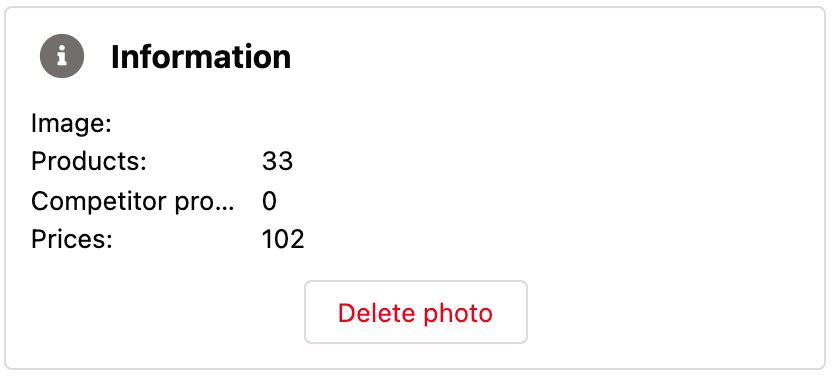 Information
Image:
Products: 33
Competitor pro... 0
Prices: 102
Delete photo